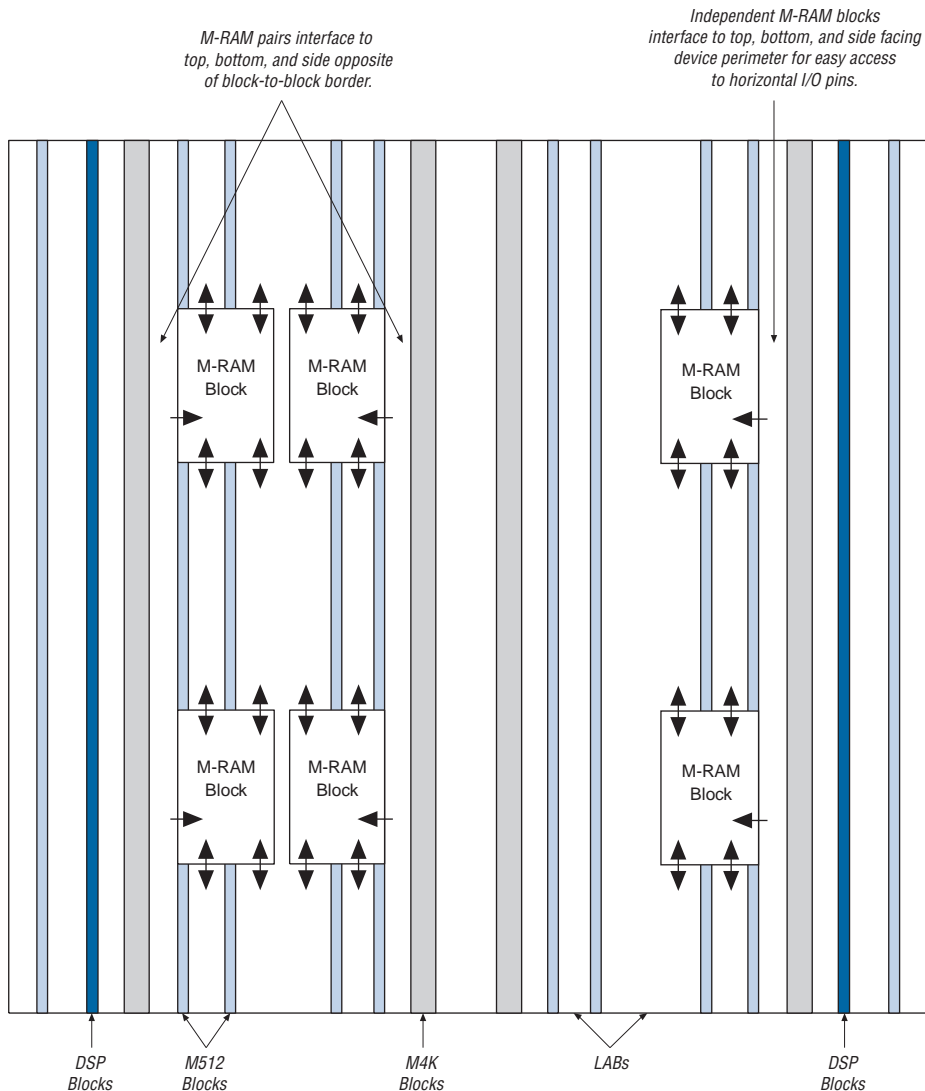 M-RAM pairs interface to
top, bottom, and side opposite
of block-to-block border.
Independent M-RAM blocks
interface to top, bottom, and side facing
device perimeter for easy access
to horizontal I/O pins.
M-RAM
Block
M-RAM
Block
M-RAM
Block
M-RAM
Block
M-RAM
Block
M-RAM
Block
DSP
Blocks
M512
Blocks
M4K
Blocks
LABs
DSP
Blocks